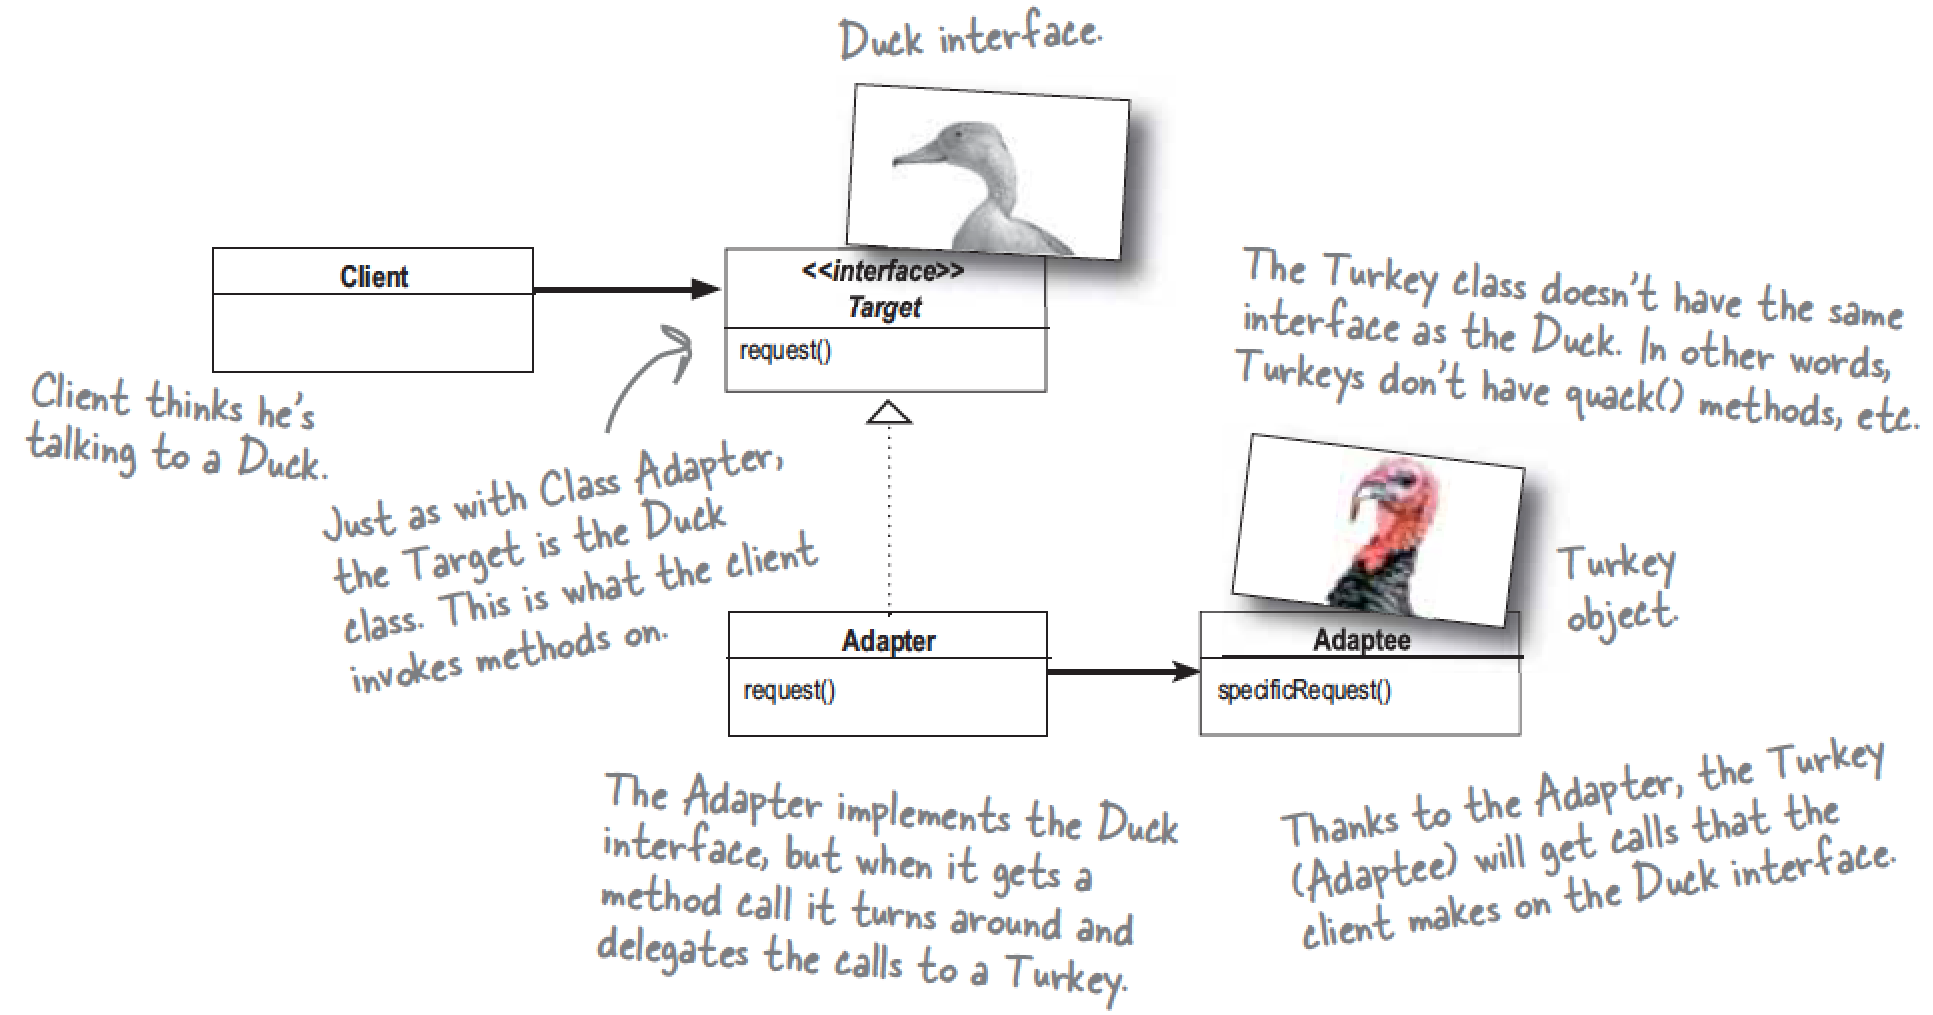 Duck interface.
Client
<<interface>>
Target
request()
The Turkey class doesn't have the same
interface as the Duck. In other words,
Turkeys don't have quack() methods, etc.
Client thinks he's
talking to a Duck.
Just as with Class Adapter,
the Target is the Duck
class. This is what the client
invokes methods on.
Turkey
object.
Adapter
request()
Adaptee
specificRequest()
The Adapter implements the Duck
interface, but when it gets a
method call it turns around and
delegates the calls to a Turkey.
Thanks to the Adapter, the Turkey
(Adaptee) will get calls that the
client makes on the Duck interface.